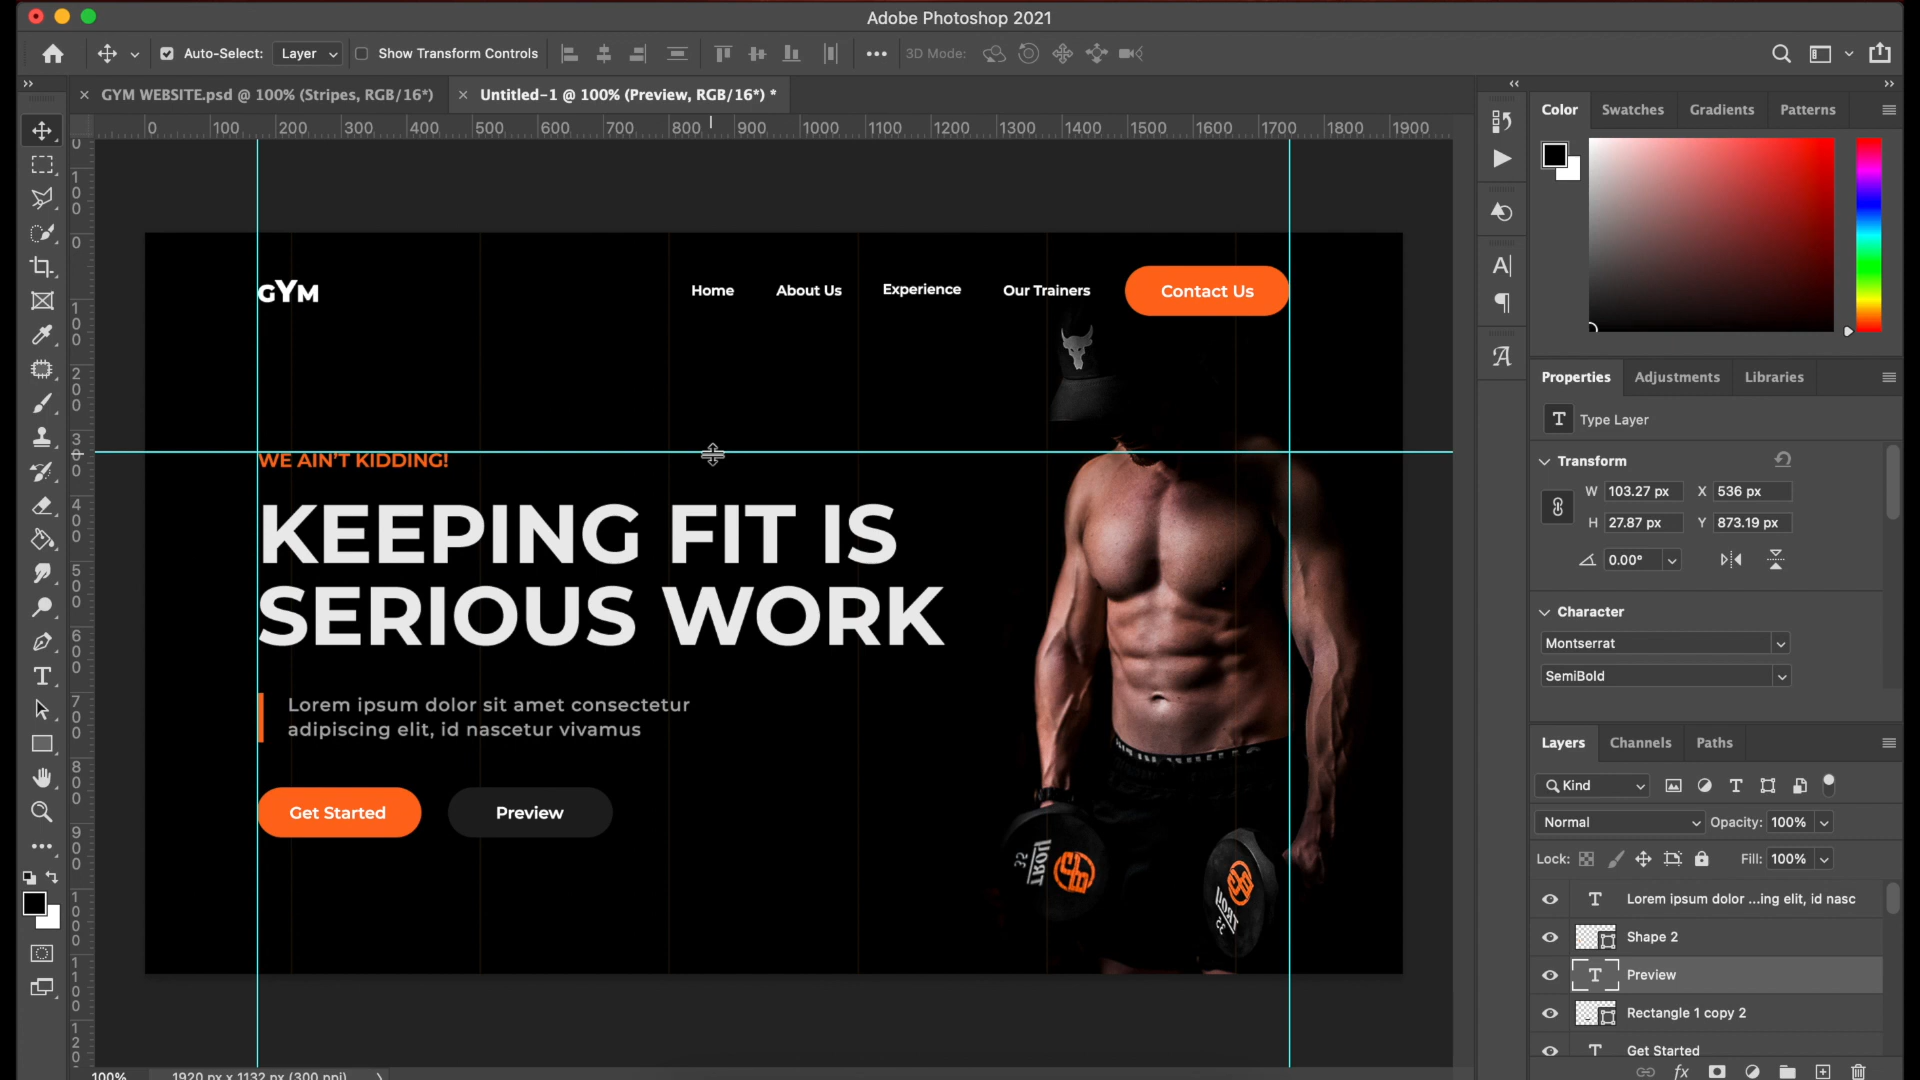 Adobe Photoshop 2021
Auto-Select: Layer Show Transform Controls 3D Mode:
GYM WEBSITE.psd @ 100% (Stripes, RGB/16*)
Untitled-1 @ 100% (Preview, RGB/16*) *
0 100 200 300 400 500 600 700 800 900 1000 1100 1200 1300 1400 1500 1600 1700 1800 1900
GYM
Home About Us Experience Our Trainers Contact Us
WE AIN'T KIDDING!
KEEPING FIT IS
SERIOUS WORK
Lorem ipsum dolor sit amet consectetur
adipiscing elit, id nascetur vivamus
Get Started Preview
Color Swatches Gradients Patterns
Properties Adjustments Libraries
T Type Layer
Transform
W 103.27 px X 536 px
H 27.87 px Y 873.19 px
0.00°
Character
Montserrat
SemiBold
Layers Channels Paths
Kind
Normal Opacity: 100%
Lock: Fill: 100%
T Lorem ipsum dolor ...ing elit, id nasc
Shape 2
T Preview
Rectangle 1 copy 2
T Get Started
fx
100% 1920 px x 1132 px (300 ppi)